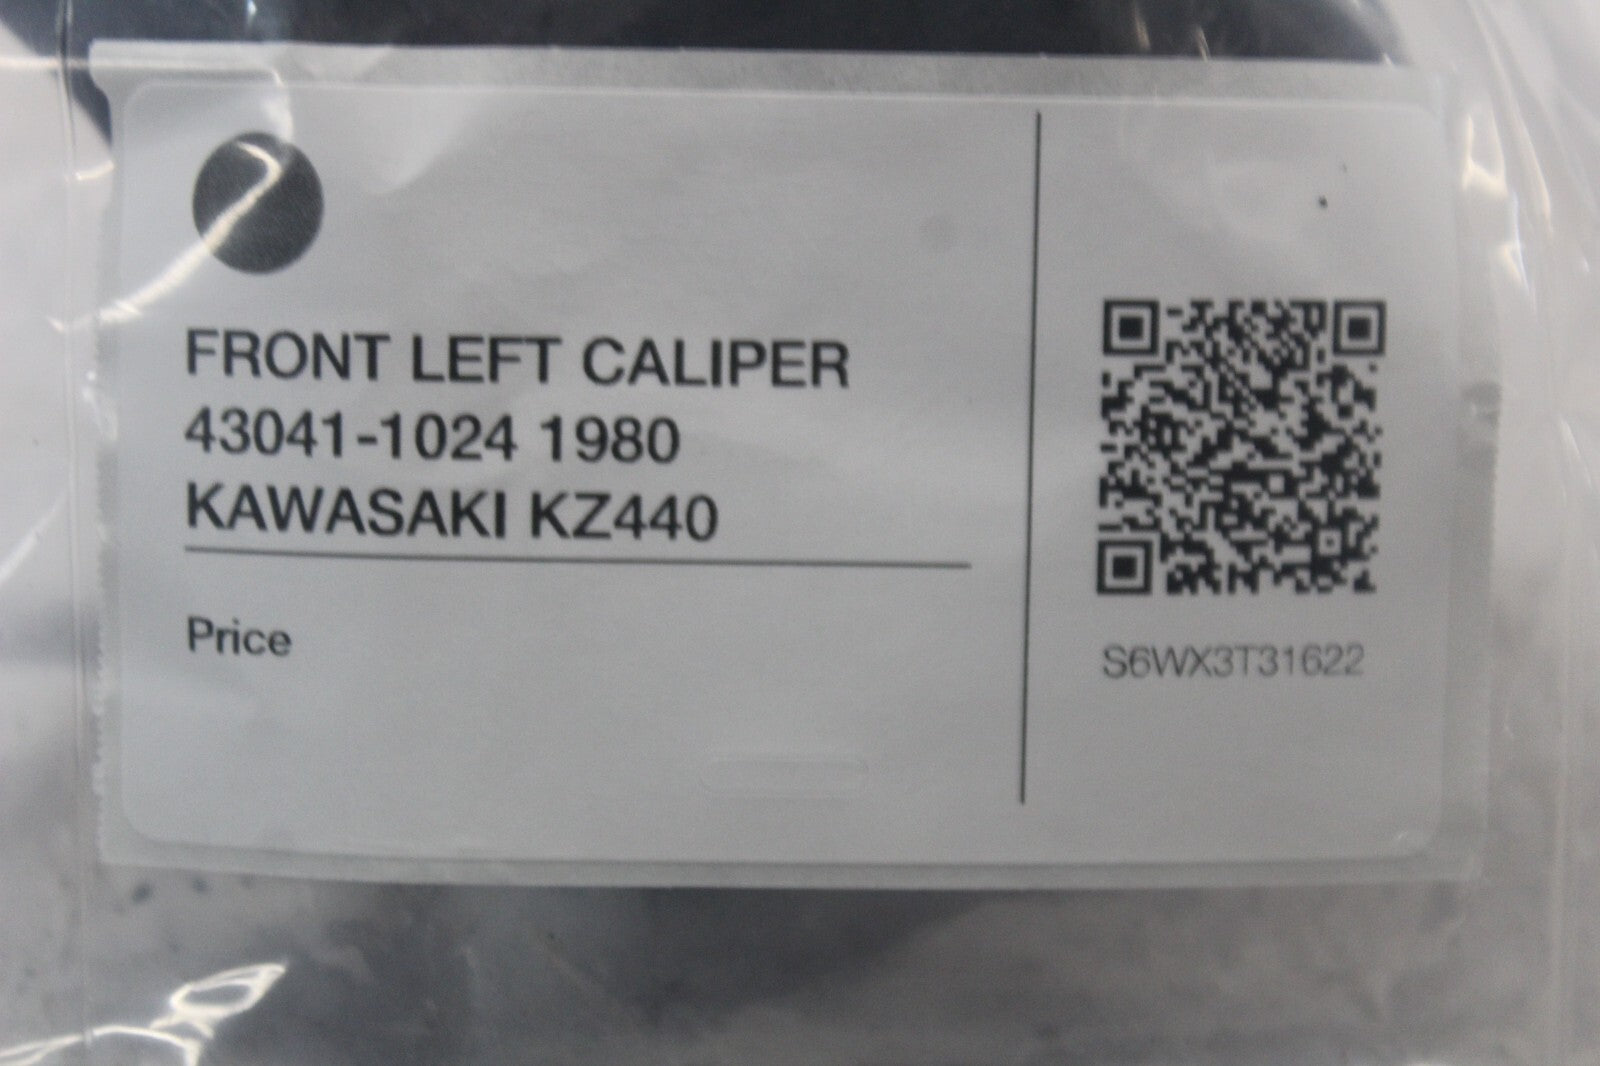 FRONT LEFT CALIPER
43041-1024 1980
KAWASAKI KZ440
Price
S6WX3T31622